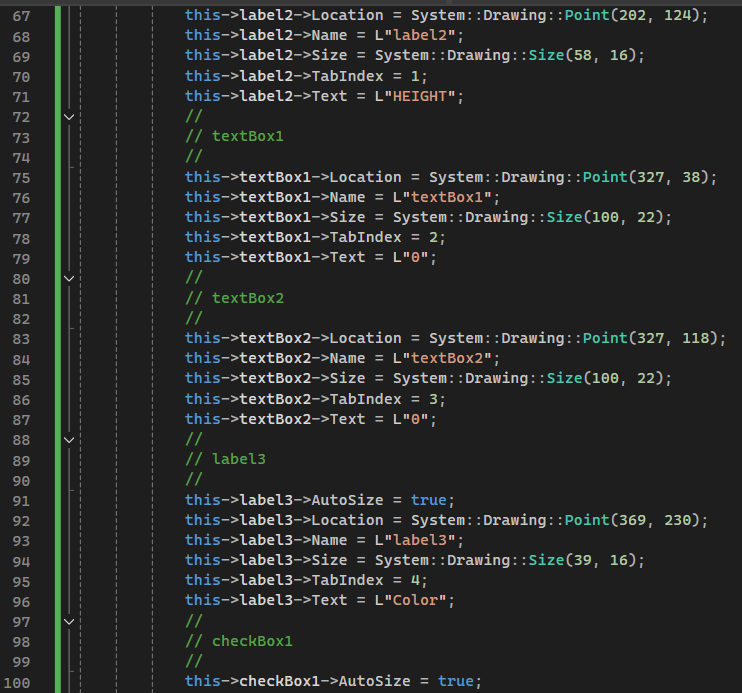 67 this->label2->Location = System::Drawing::Point(202, 124);
68 this->label2->Name = L"label2";
69 this->label2->Size = System::Drawing::Size(58, 16);
70 this->label2->TabIndex = 1;
71 this->label2->Text = L"HEIGHT";
72 //
73 // textBox1
74 //
75 this->textBox1->Location = System::Drawing::Point(327, 38);
76 this->textBox1->Name = L"textBox1";
77 this->textBox1->Size = System::Drawing::Size(100, 22);
78 this->textBox1->TabIndex = 2;
79 this->textBox1->Text = L"0";
80 //
81 // textBox2
82 //
83 this->textBox2->Location = System::Drawing::Point(327, 118);
84 this->textBox2->Name = L"textBox2";
85 this->textBox2->Size = System::Drawing::Size(100, 22);
86 this->textBox2->TabIndex = 3;
87 this->textBox2->Text = L"0";
88 //
89 // label3
90 //
91 this->label3->AutoSize = true;
92 this->label3->Location = System::Drawing::Point(369, 230);
93 this->label3->Name = L"label3";
94 this->label3->Size = System::Drawing::Size(39, 16);
95 this->label3->TabIndex = 4;
96 this->label3->Text = L"Color";
97 //
98 // checkBox1
99 //
100 this->checkBox1->AutoSize = true;